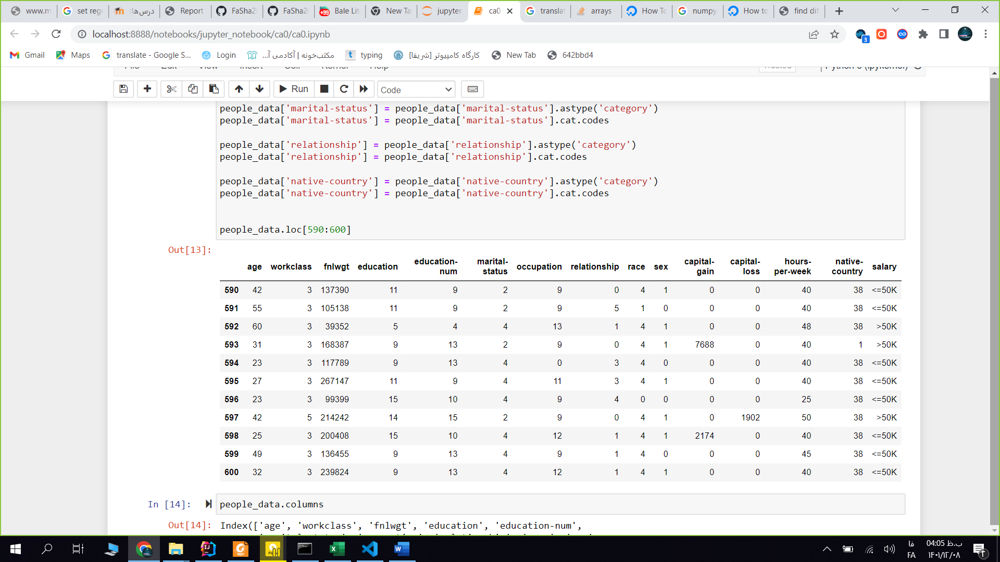 www.m
set rege
درس‌ها
Report
FaSha2
FaSha2
Bale Lit
New Ta
jupyter
ca0
translat
arrays -
How To
numpy
How to
find dif
localhost:8888/notebooks/jupyter_notebook/ca0/ca0.ipynb
3
Gmail
Maps
translate - Google S...
Login
مکتب‌خونه | آکادمی آ...
typing
کارگاه کامپیوتر [شریفا]
New Tab
642bbd4
File Edit View Insert Cell Kernel Help
Trusted
Python 3 (ipykernel)
Run
Code
people_data['marital-status'] = people_data['marital-status'].astype('category')
people_data['marital-status'] = people_data['marital-status'].cat.codes
people_data['relationship'] = people_data['relationship'].astype('category')
people_data['relationship'] = people_data['relationship'].cat.codes
people_data['native-country'] = people_data['native-country'].astype('category')
people_data['native-country'] = people_data['native-country'].cat.codes
people_data.loc[590:600]
Out[13]:
age workclass fnlwgt education education-num marital-status occupation relationship race sex capital-gain capital-loss hours-per-week native-country salary
590 42 3 137390 11 9 2 9 0 4 1 0 0 40 38 <=50K
591 55 3 105138 11 9 2 9 5 1 0 0 0 40 38 <=50K
592 60 3 39352 5 4 4 13 1 4 1 0 0 48 38 >50K
593 31 3 168387 9 13 2 9 0 4 1 7688 0 40 1 >50K
594 23 3 117789 9 13 4 0 3 4 0 0 0 40 38 <=50K
595 27 3 267147 11 9 4 11 3 4 1 0 0 40 38 <=50K
596 23 3 99399 15 10 4 9 4 0 0 0 0 25 38 <=50K
597 42 5 214242 14 15 2 9 0 4 1 0 1902 50 38 >50K
598 25 3 200408 15 10 4 12 1 4 1 2174 0 40 38 <=50K
599 49 3 136455 9 13 4 9 1 4 0 0 0 45 38 <=50K
600 32 3 239824 9 13 4 12 1 4 1 0 0 40 38 <=50K
In [14]:
people_data.columns
Out[14]:
Index(['age', 'workclass', 'fnlwgt', 'education', 'education-num',
فا
FA
04:05 ب.ظ
۱۴۰۱/۱۲/۰۸
۲